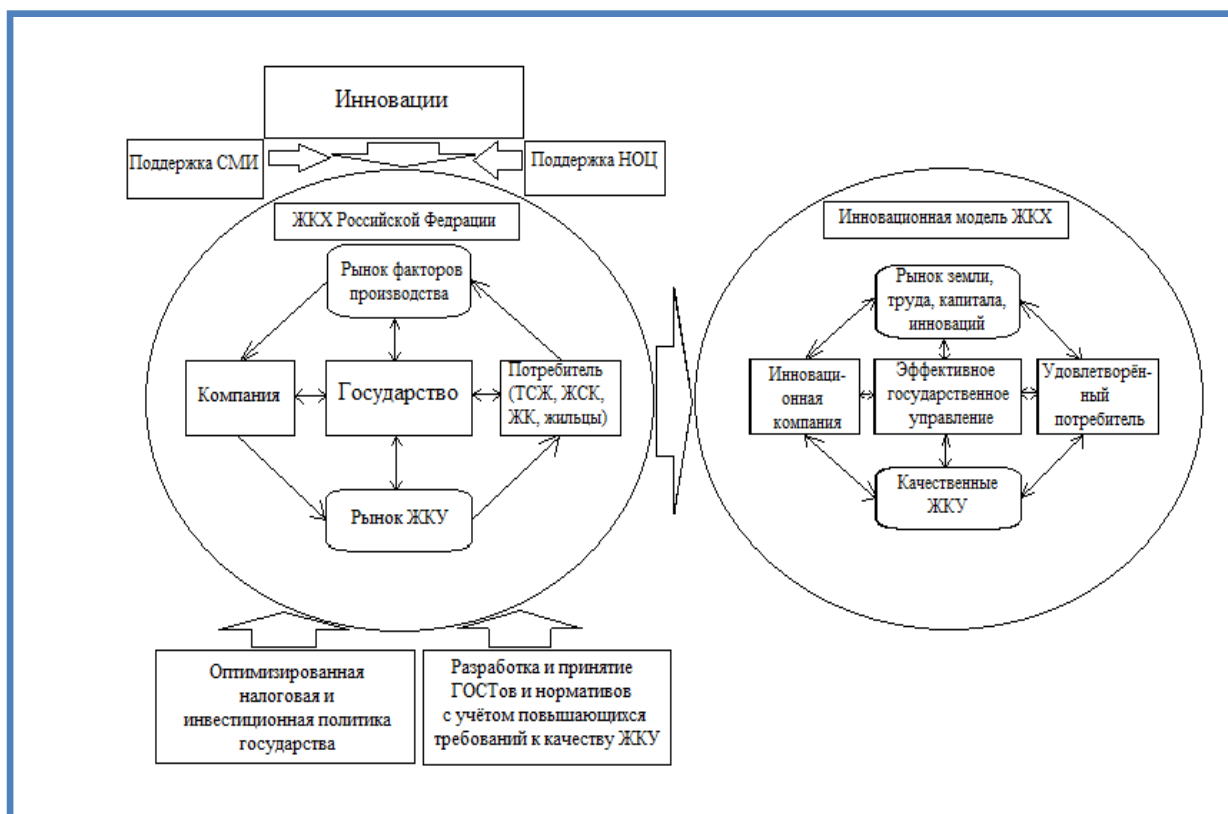 Инновации
Поддержка СМИ
Поддержка НОЦ
ЖКХ Российской Федрации
Рынок факторов
производства
Компания
Государство
Потребитель
(ТСЖ, ЖСК,
ЖК, жильцы)
Рынок ЖКУ
Оптимизированная
налоговая и
инвестиционная политика
государства
Разработка и принятие
ГОСТов и нормативов
с учётом повышающихся
требований к качеству ЖКУ
Инновационная модель ЖКХ
Рынок земли,
труда, капитала,
инноваций
Инноваци-
онная
компания
Эффективное
государственное
управление
Удовлетворён-
ный
потребитель
Качественные
ЖКУ